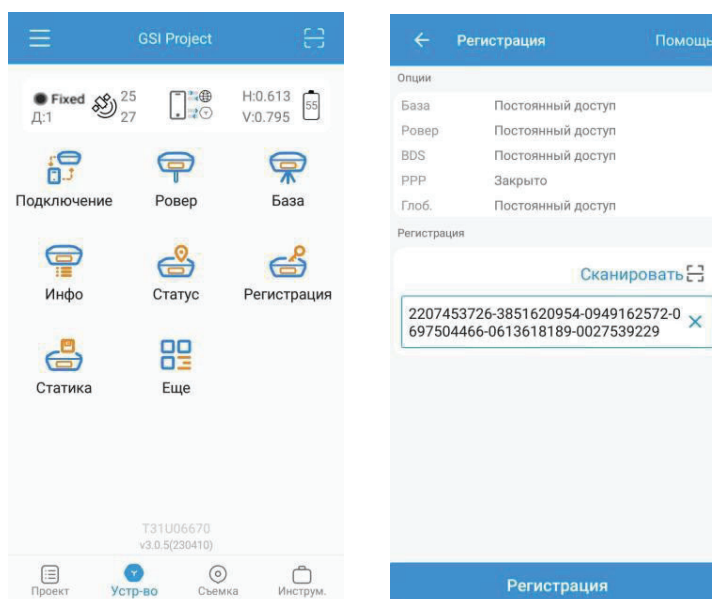 GSI Project
Fixed
Д:1
25
27
H:0.613
V:0.795
55
Подключение
Ровер
База
Инфо
Статус
Регистрация
Статика
Еще
T31U06670
v3.0.5(230410)
Проект
Устр-во
Съемка
Инструм.
Регистрация
Помощь
Опции
База Постоянный доступ
Ровер Постоянный доступ
BDS Постоянный доступ
PPP Закрыто
Глоб. Постоянный доступ
Регистрация
Сканировать
2207453726-3851620954-0949162572-0
697504466-0613618189-0027539229
Регистрация